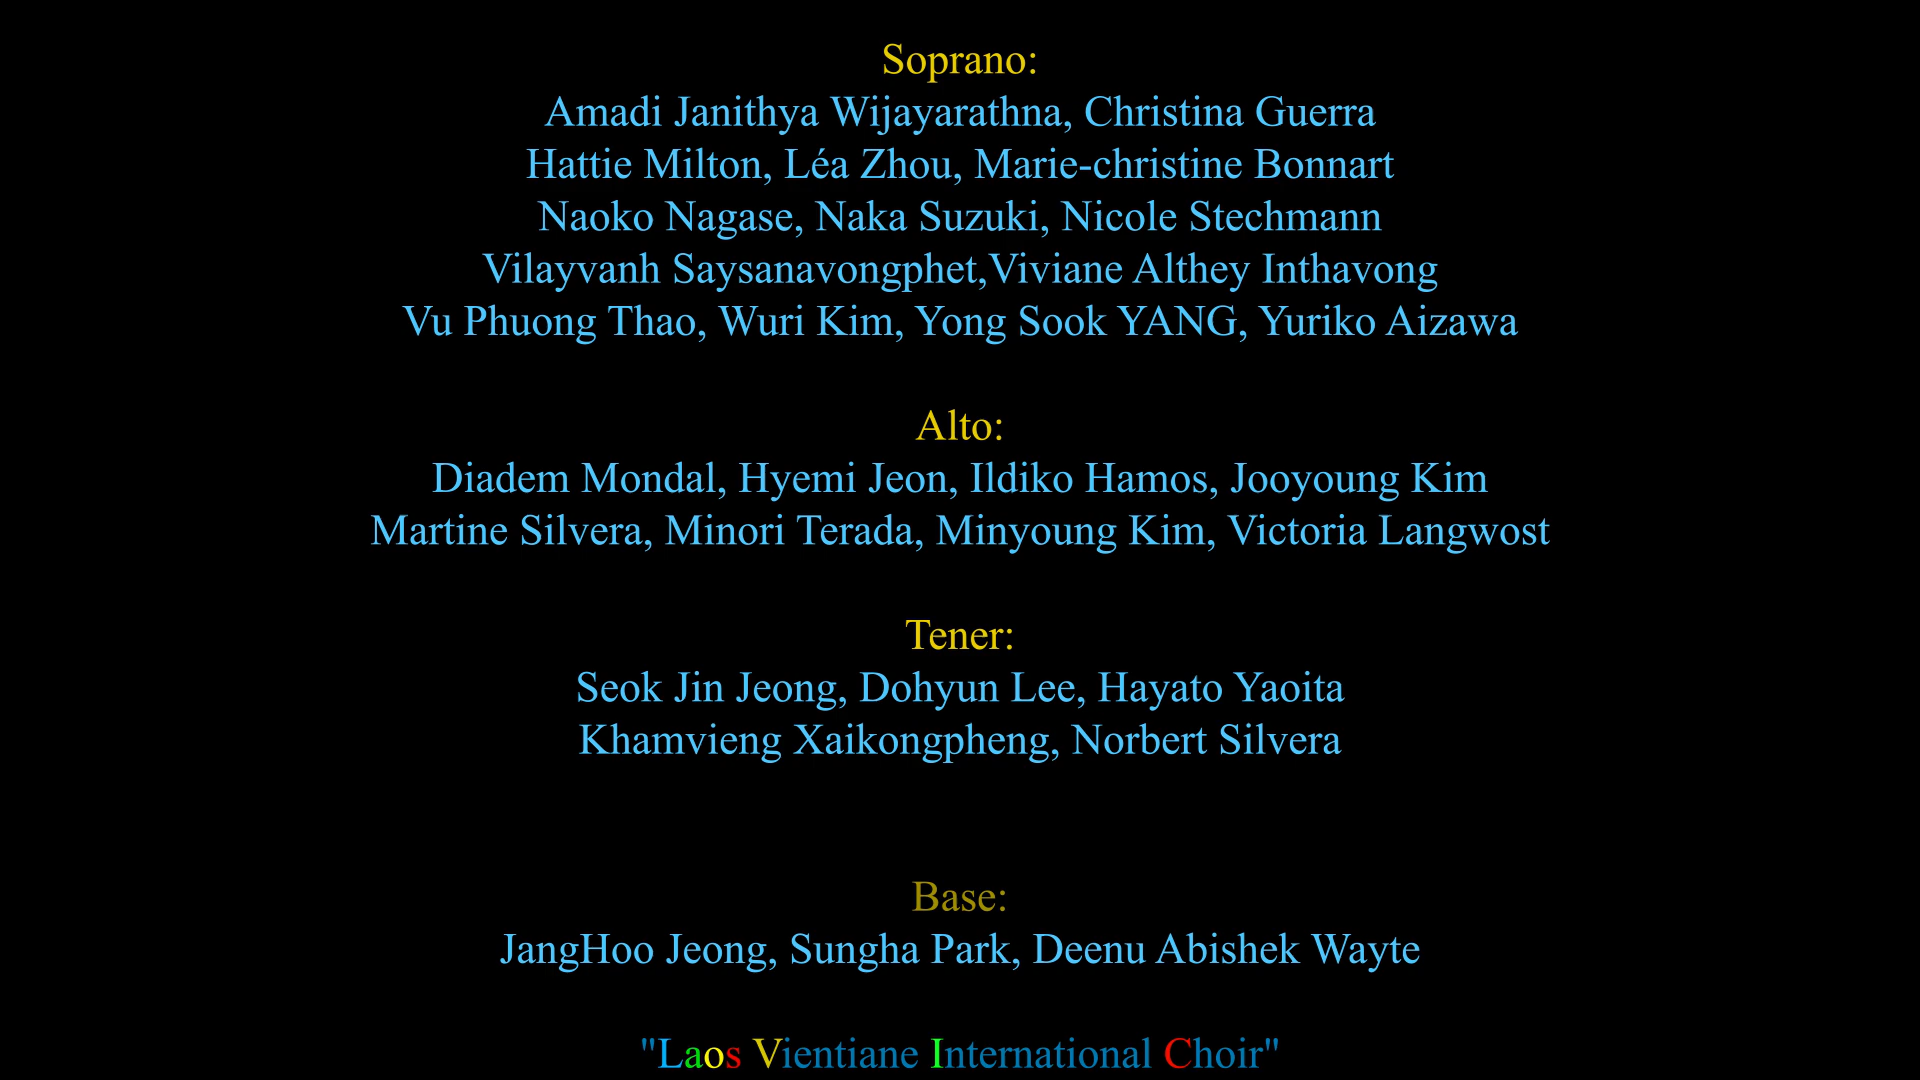 Soprano:
Amadi Janithya Wijayarathna, Christina Guerra
Hattie Milton, Léa Zhou, Marie-christine Bonnart
Naoko Nagase, Naka Suzuki, Nicole Stechmann
Vilayvanh Saysanavongphet,Viviane Althey Inthavong
Vu Phuong Thao, Wuri Kim, Yong Sook YANG, Yuriko Aizawa
Alto:
Diadem Mondal, Hyemi Jeon, Ildiko Hamos, Jooyoung Kim
Martine Silvera, Minori Terada, Minyoung Kim, Victoria Langwost
Tener:
Seok Jin Jeong, Dohyun Lee, Hayato Yaoita
Khamvieng Xaikongpheng, Norbert Silvera
Base:
JangHoo Jeong, Sungha Park, Deenu Abishek Wayte
"Laos Vientiane International Choir"